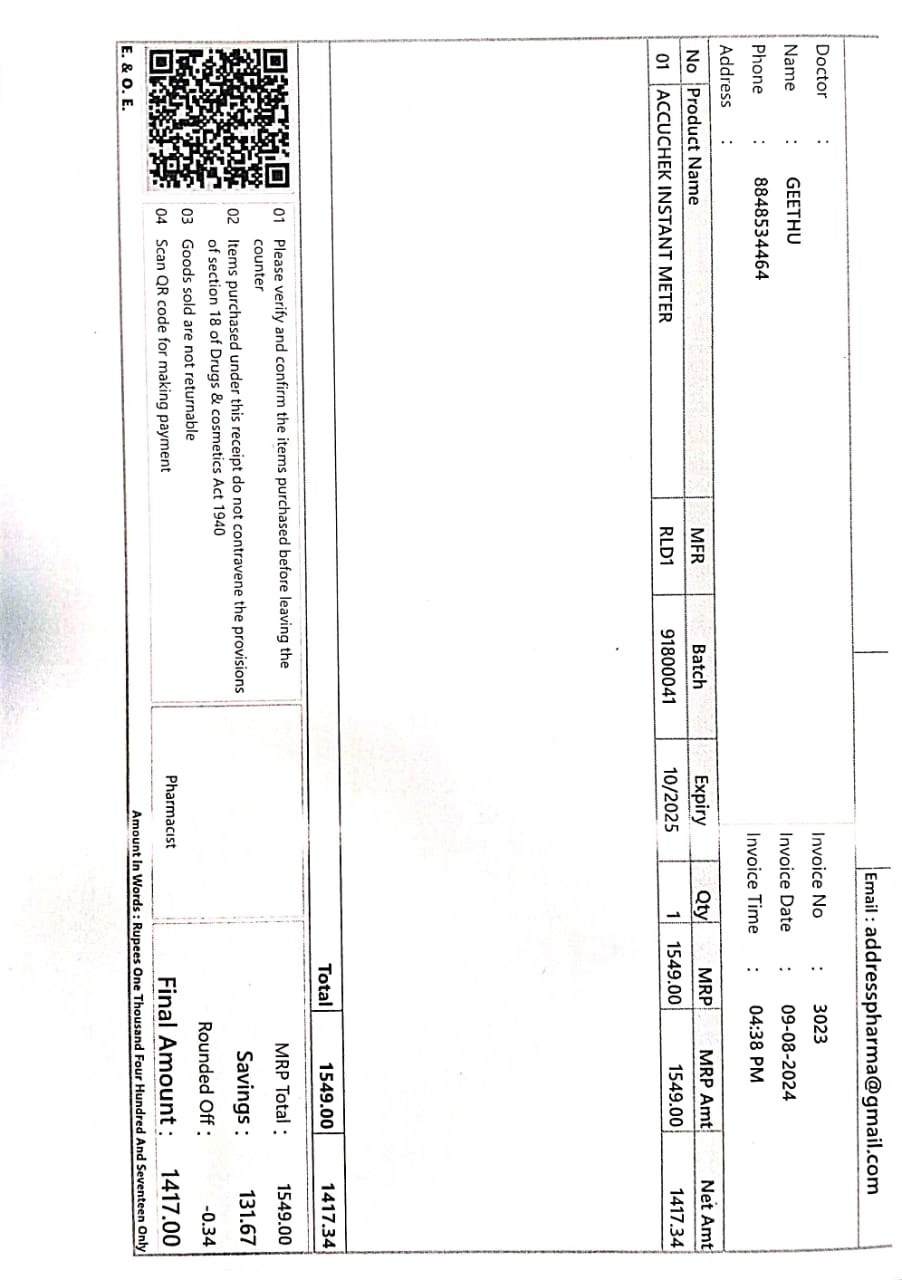 Email : addresspharma@gmail.com
Doctor :
Name : GEETHU
Phone : 8848534464
Address :
Invoice No : 3023
Invoice Date : 09-08-2024
Invoice Time : 04:38 PM
No Product Name MFR Batch Expiry Qty MRP MRP Amt Net Amt
01 ACCUCHEK INSTANT METER RLD1 91800041 10/2025 1 1549.00 1549.00 1417.34
Total 1549.00 1417.34
01 Please verify and confirm the items purchased before leaving the
counter
02 Items purchased under this receipt do not contravene the provisions
of section 18 of Drugs & cosmetics Act 1940
03 Goods sold are not returnable
04 Scan QR code for making payment
Pharmacist
MRP Total : 1549.00
Savings : 131.67
Rounded Off : -0.34
Final Amount : 1417.00
E. & O. E.
Amount In Words : Rupees One Thousand Four Hundred And Seventeen Only